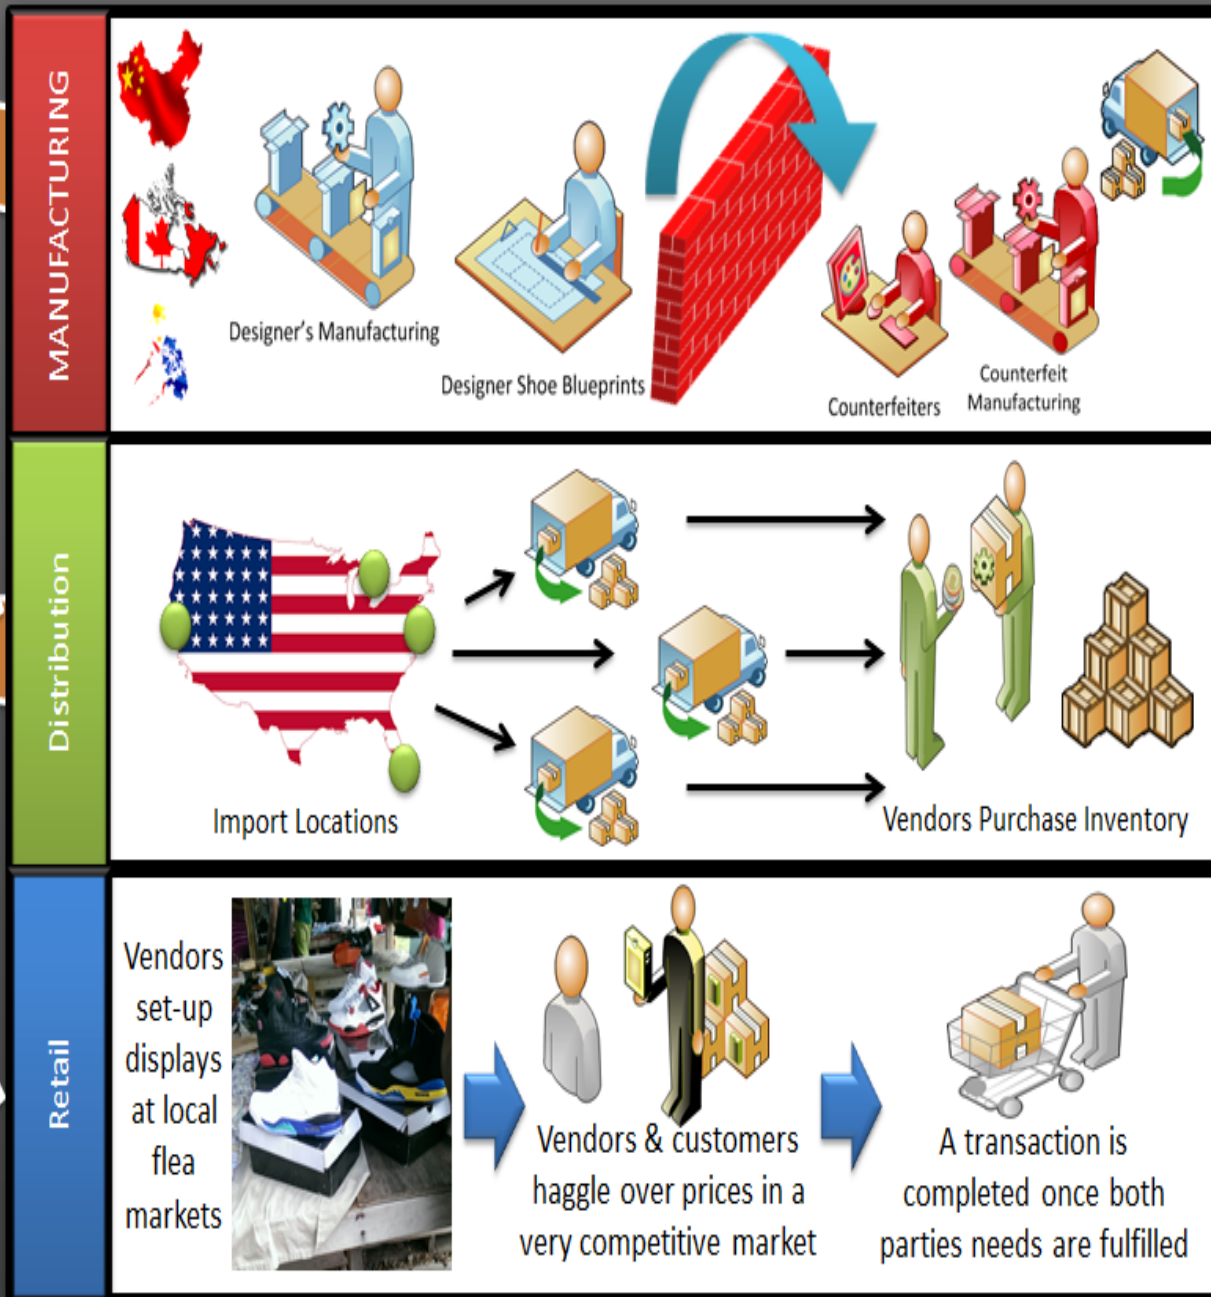 MANUFACTURING
Designer's Manufacturing
Designer Shoe Blueprints
Counterfeiters
Counterfeit
Manufacturing
Distribution
Import Locations
Vendors Purchase Inventory
Retail
Vendors
set-up
displays
at local
flea
markets
Vendors & customers
haggle over prices in a
very competitive market
A transaction is
completed once both
parties needs are fulfilled